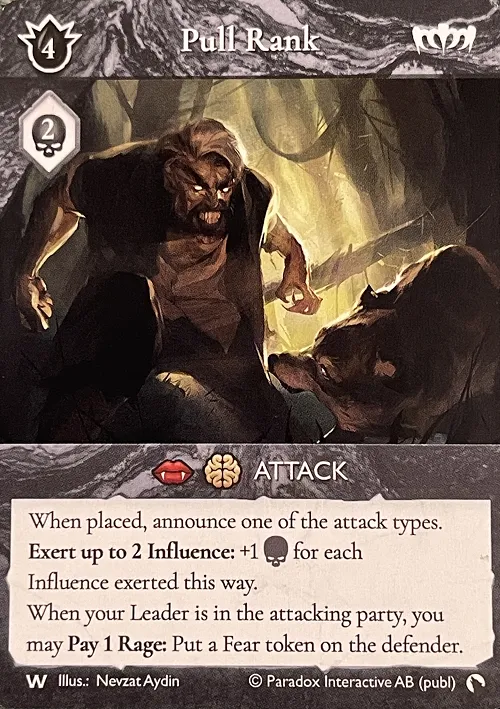 4
Pull Rank
2
ATTACK
When placed, announce one of the attack types.
Exert up to 2 Influence: +1 for each
Influence exerted this way.
When your Leader is in the attacking party, you
may Pay 1 Rage: Put a Fear token on the defender.
W Illus.: Nevzat Aydin © Paradox Interactive AB (publ)